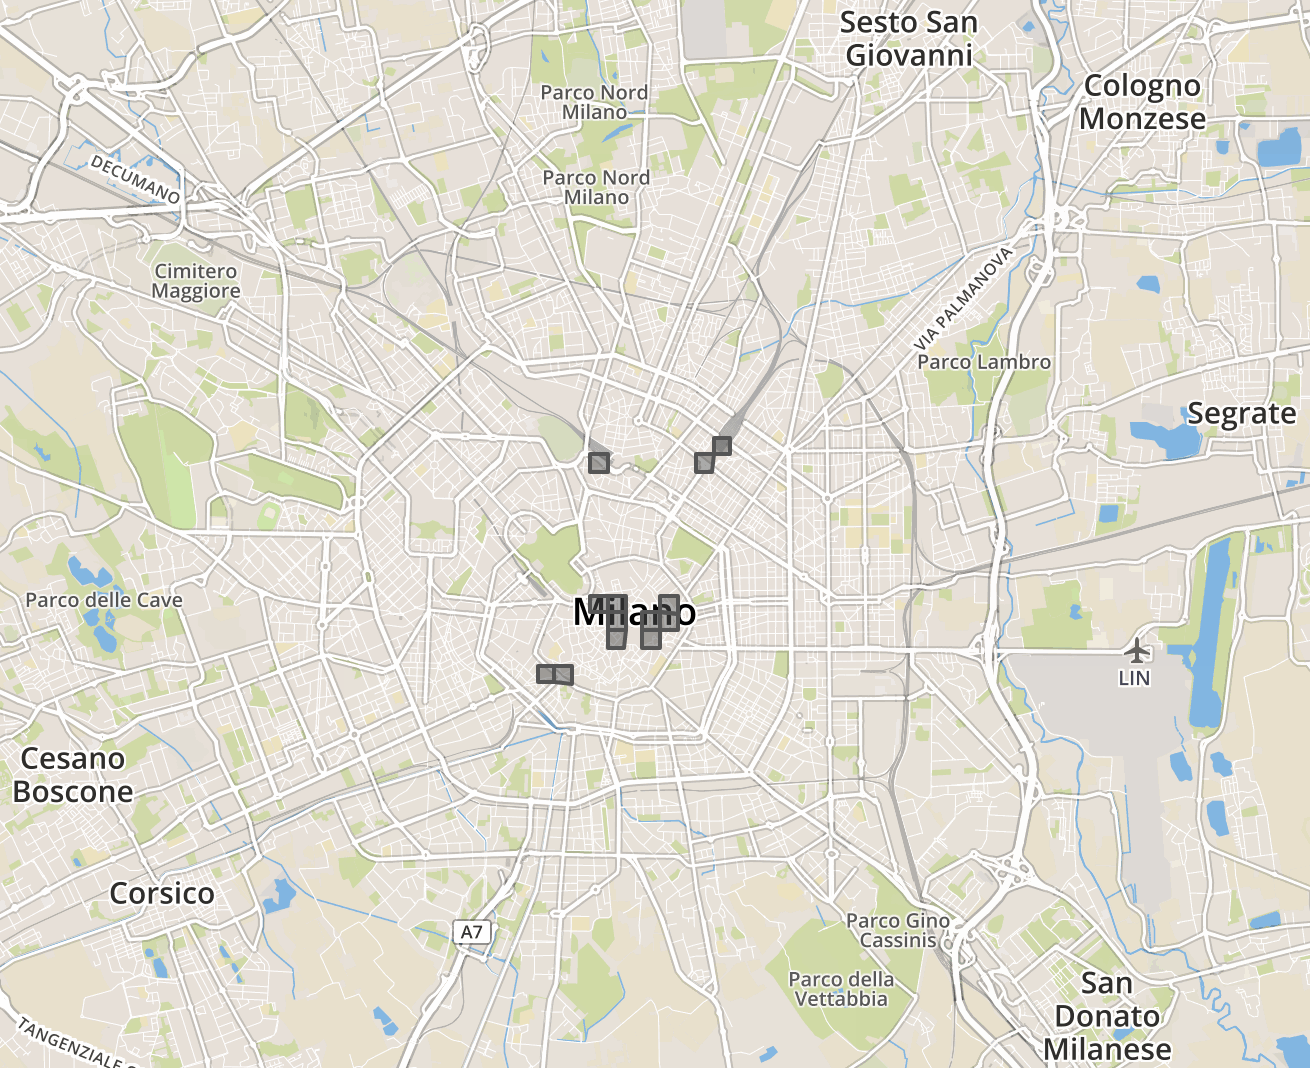 Sesto San
Giovanni
Cologno
Monzese
Parco Nord
Milano
DECUMANO
Parco Nord
Milano
Cimitero
Maggiore
VIA PALMANOVA
Parco Lambro
Segrate
Parco delle Cave
Milano
LIN
Cesano
Boscone
Corsico
A7
Parco Gino
Cassinis
Parco della
Vettabbia
San
Donato
Milanese
TANGENZIALE